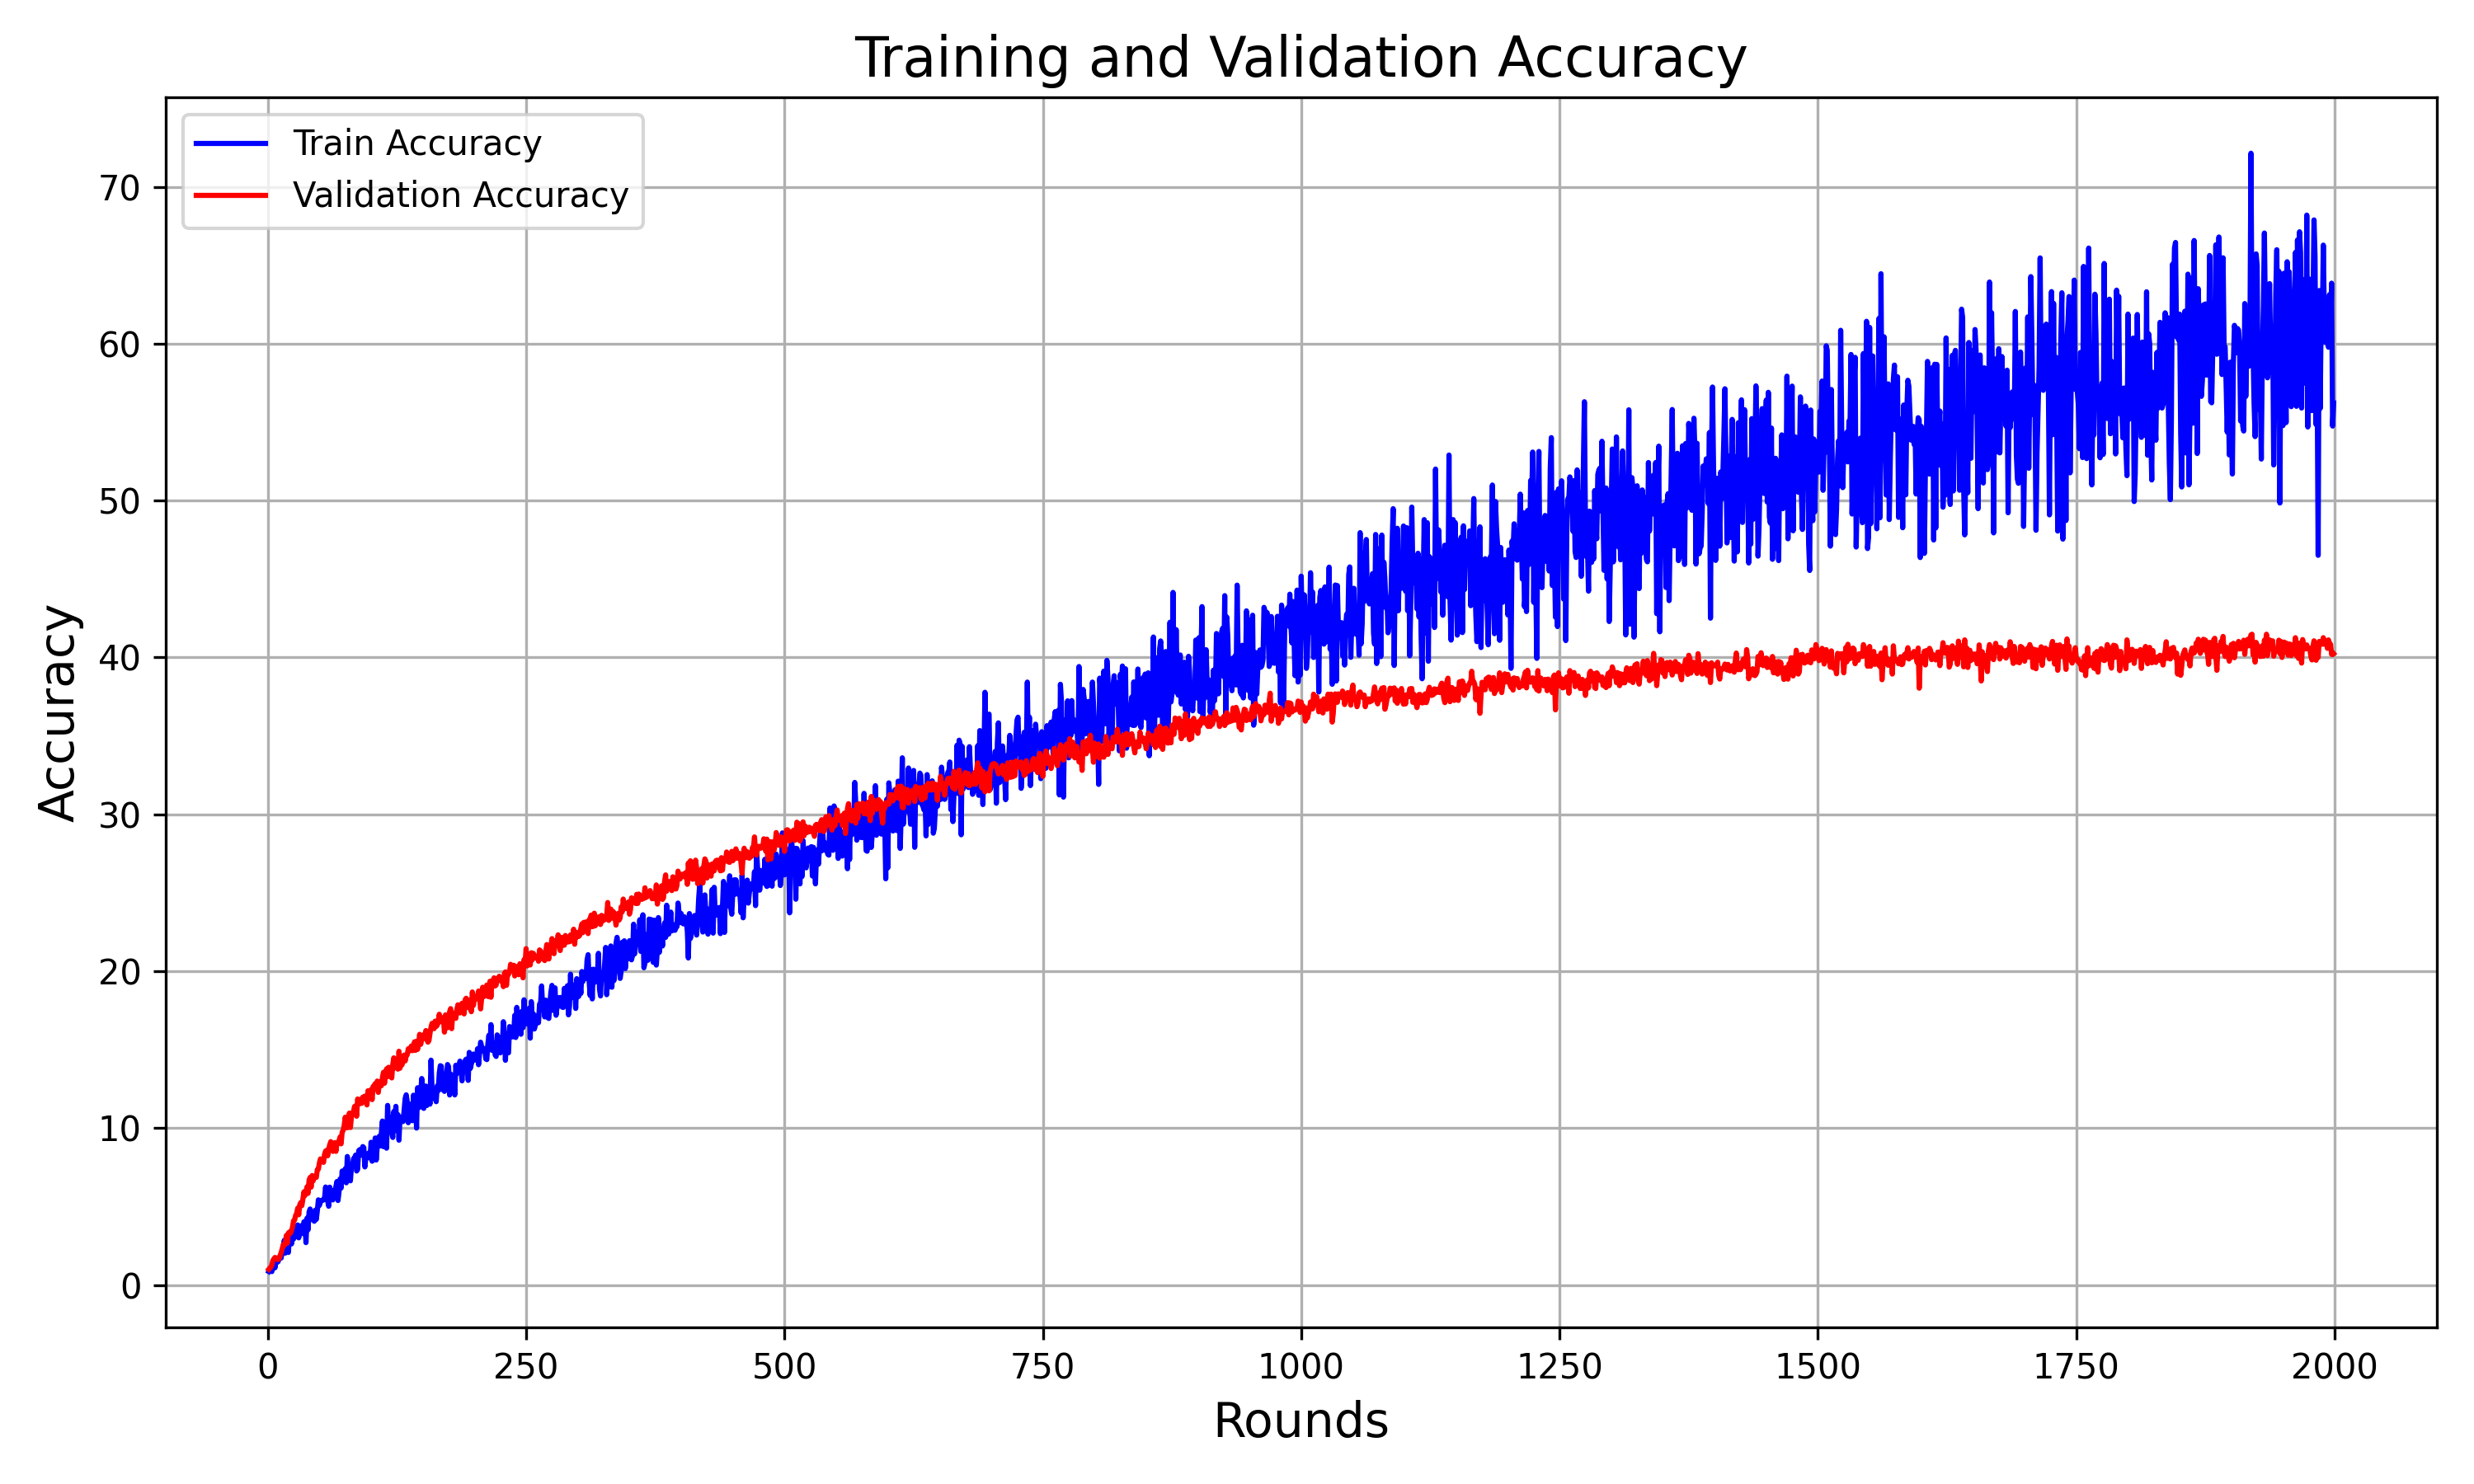 Training and Validation Accuracy
Train Accuracy
Validation Accuracy
70
60
50
40
30
20
10
0
Accuracy
0 250 500 750 1000 1250 1500 1750 2000
Rounds